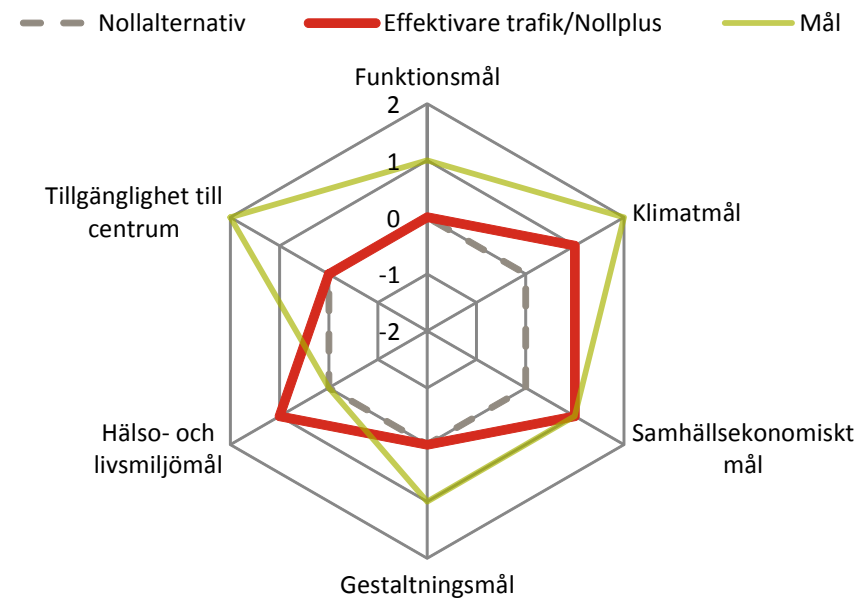 Nollalternativ
Effektivare trafik/Nollplus
Mål
Funktionsmål
2
1
0
-1
-2
Tillgänglighet till
centrum
Klimatmål
Hälso- och
livsmiljömål
Samhällsekonomiskt
mål
Gestaltningsmål